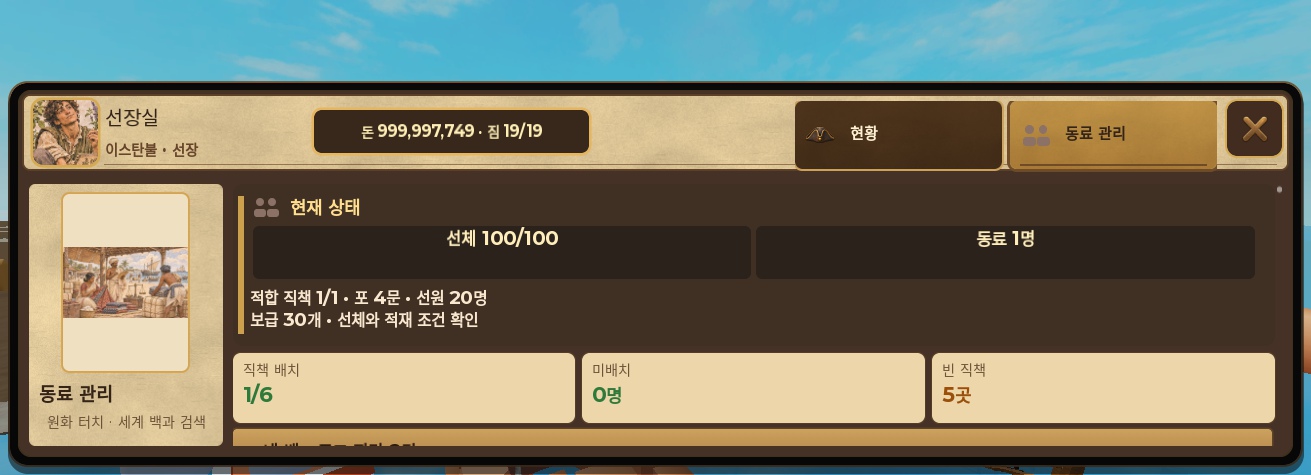 선장실
이스탄불 • 선장
돈 999,997,749 · 짐 19/19
현황
동료 관리
현재 상태
선체 100/100
동료 1명
적합 직책 1/1 • 포 4문 • 선원 20명
보급 30개 • 선체와 적재 조건 확인
직책 배치
1/6
미배치
0명
빈 직책
5곳
동료 관리
원화 터치 · 세계 백과 검색